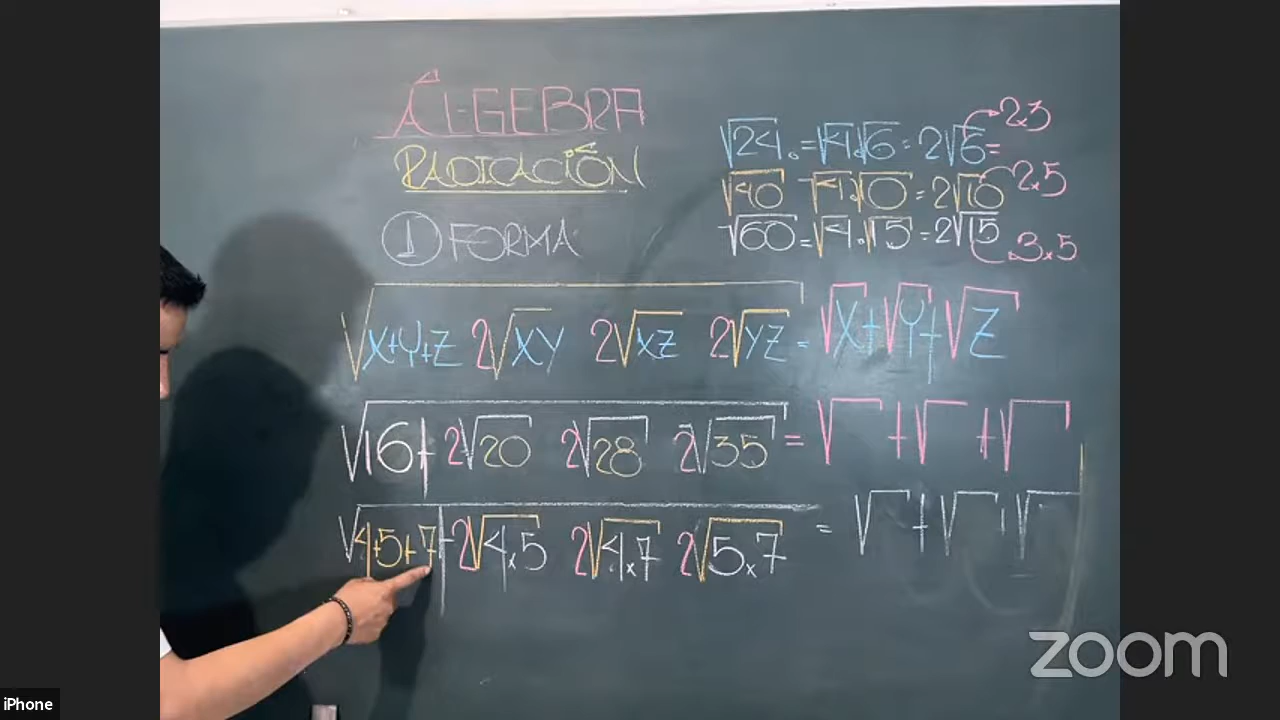 ÁLGEBRA
RADICACIÓN
① FORMA
√24 = √4.√6 = 2√6 = 2.3
√40 √4.√10 = 2√10 2.5
√60 = √4.√15 = 2√15 3x5
√X+Y+Z 2√XY 2√XZ 2√YZ = √X+√Y+√Z
√16+ 2√20 2√28 2√35 = √ + √ + √
√4+5+7+2√4x5 2√4x7 2√5x7 = √ + √ + √
zoom
iPhone